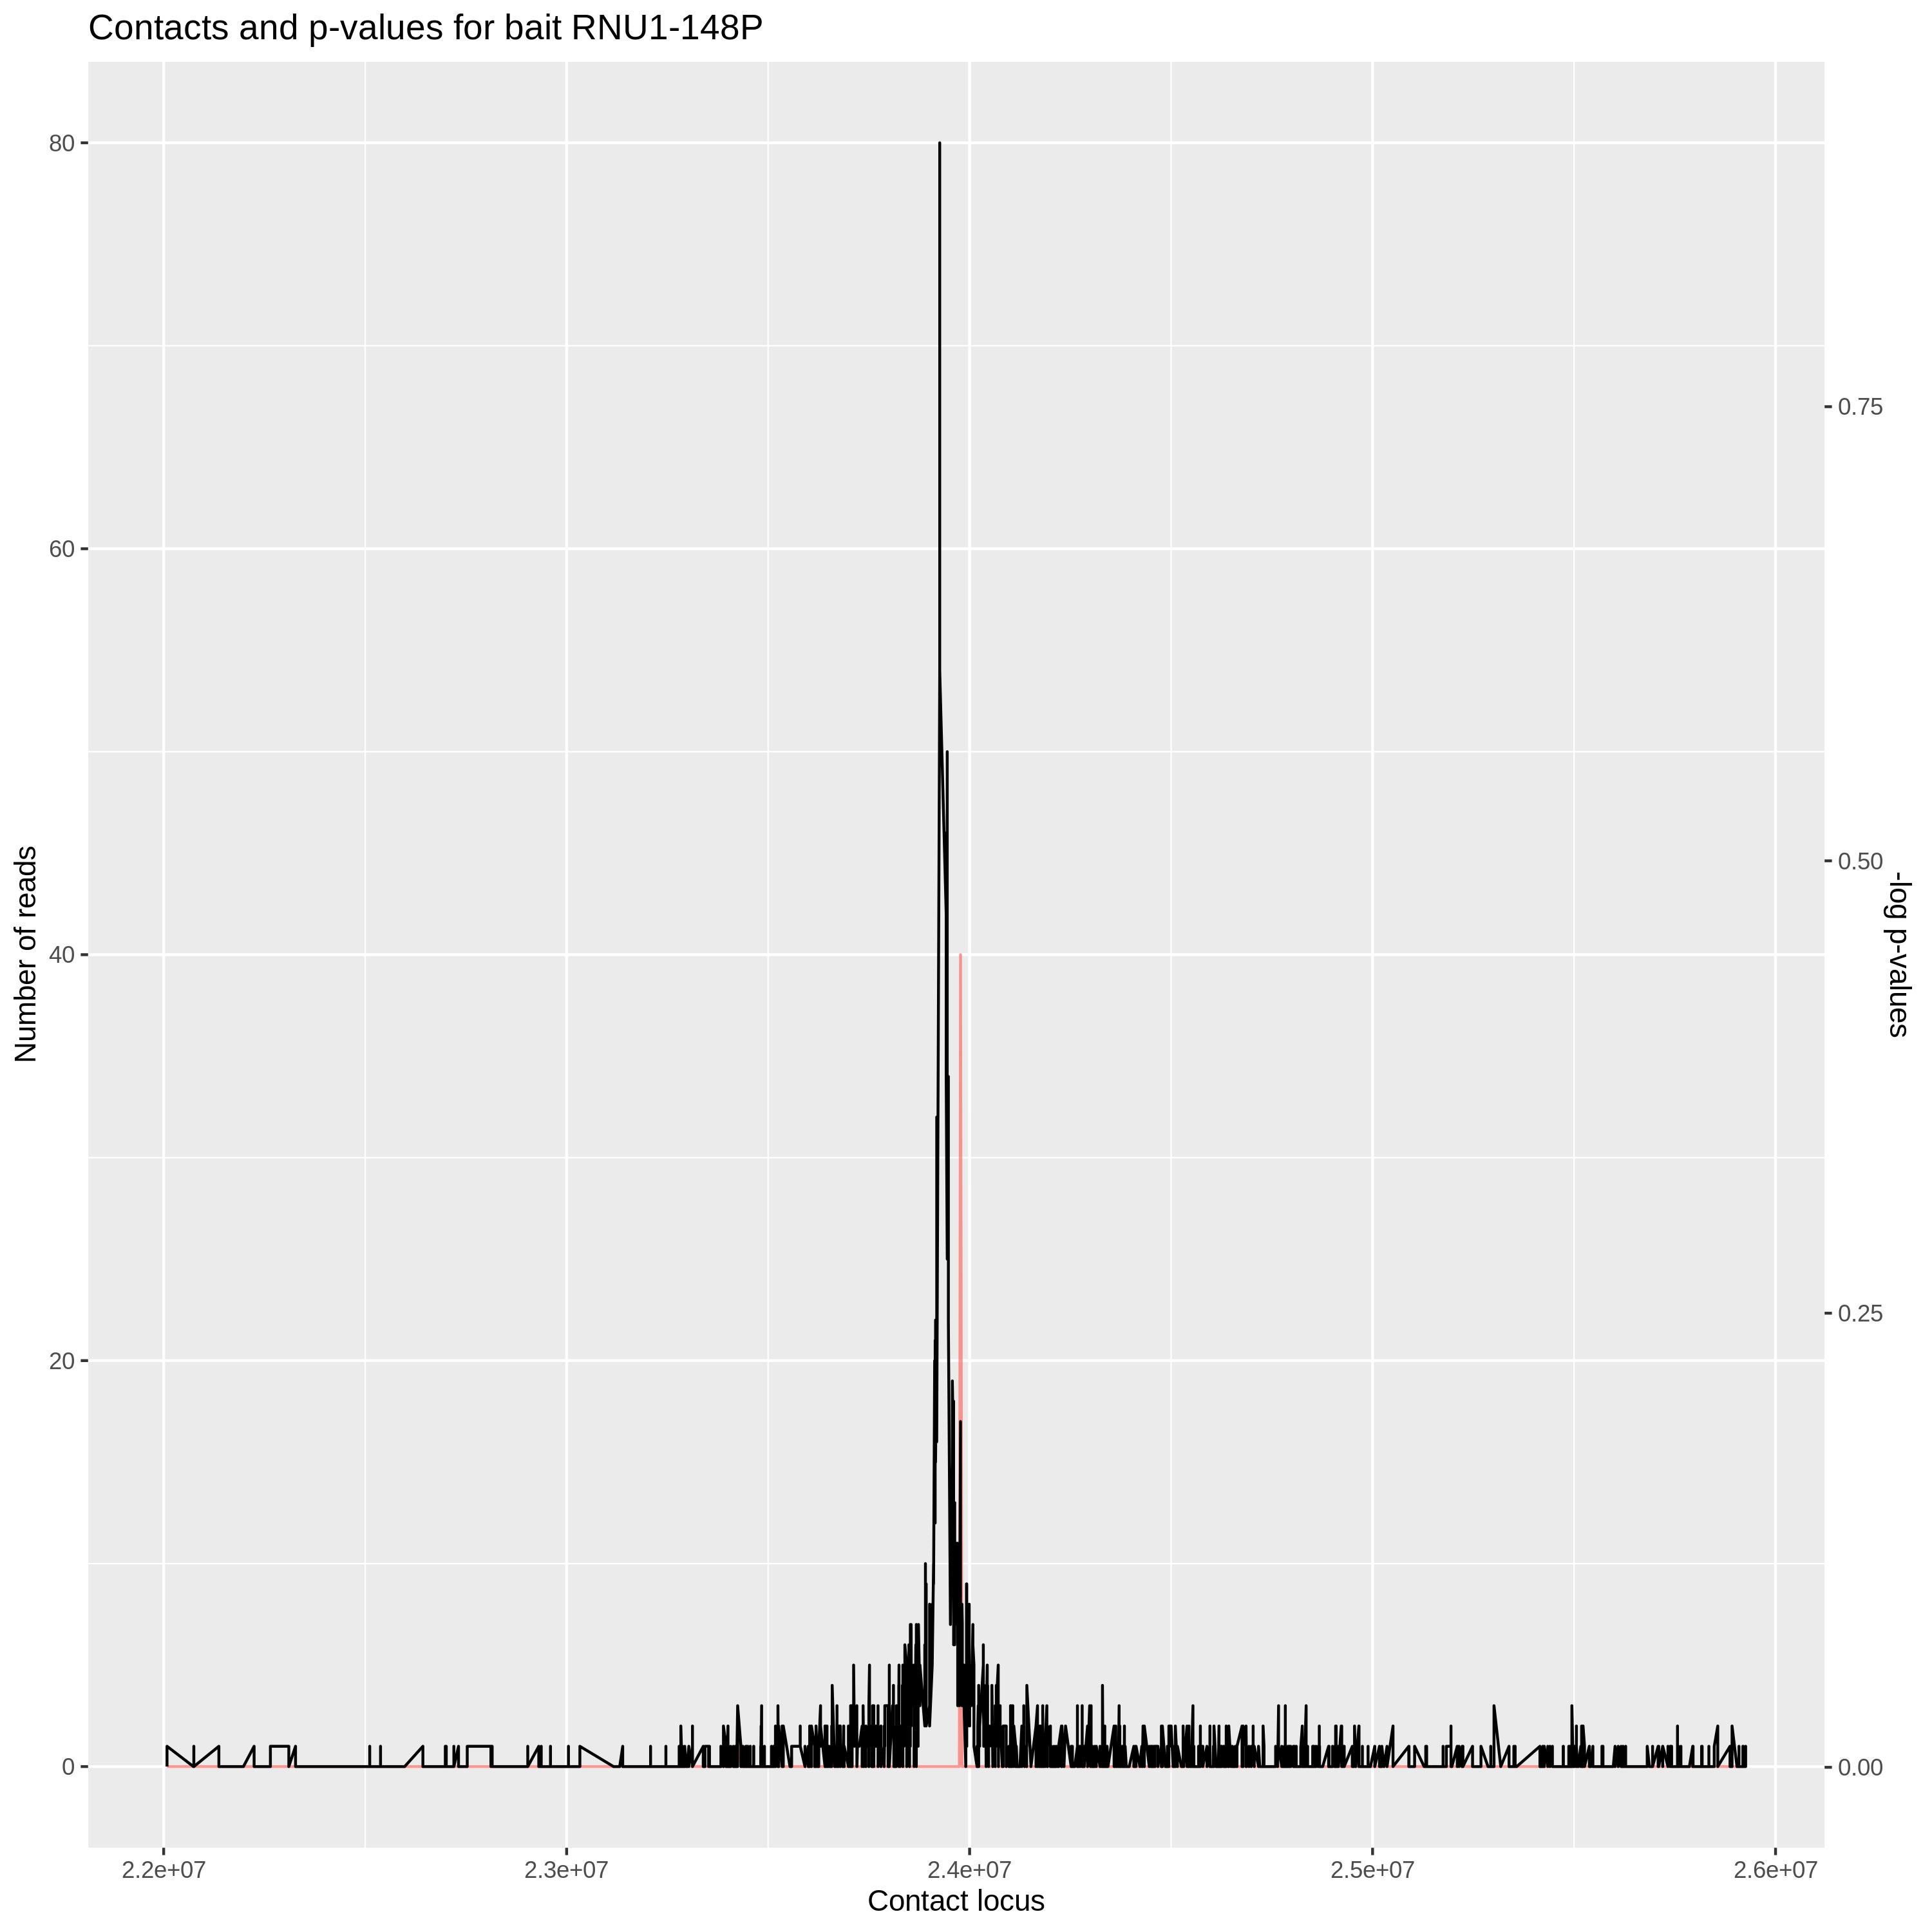 Contacts and p-values for bait RNU1-148P
80
60
40
20
0
Number of reads
0.75
0.50
0.25
0.00
-log p-values
2.2e+07
2.3e+07
2.4e+07
2.5e+07
2.6e+07
Contact locus